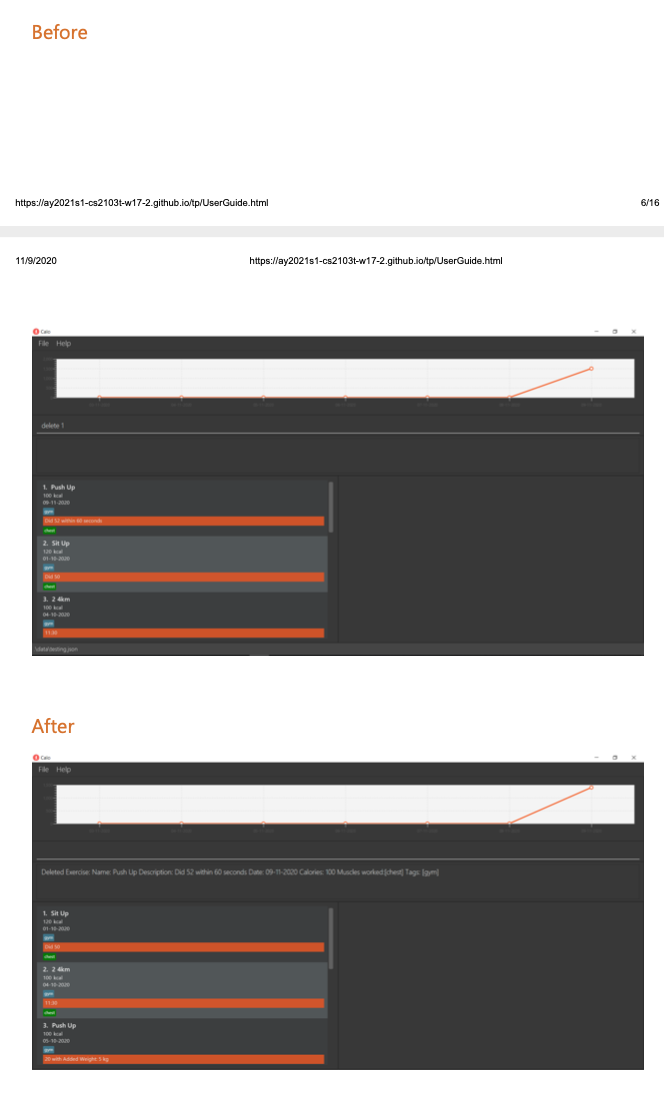 Before
https://ay2021s1-cs2103t-w17-2.github.io/tp/UserGuide.html 6/16
11/9/2020 https://ay2021s1-cs2103t-w17-2.github.io/tp/UserGuide.html
Calo
File Help
delete 1
1. Push Up
100 kcal
09-11-2020
gym
Did 52 within 60 seconds
chest
2. Sit Up
120 kcal
01-10-2020
gym
Did 50
chest
3. 2 4km
100 kcal
04-10-2020
gym
11:30
\data\testing.json
After
Calo
File Help
Deleted Exercise: Name: Push Up Description: Did 52 within 60 seconds Date: 09-11-2020 Calories: 100 Muscles worked:[chest] Tags: [gym]
1. Sit Up
120 kcal
01-10-2020
gym
Did 50
chest
2. 2 4km
100 kcal
04-10-2020
gym
11:30
chest
3. Push Up
100 kcal
05-10-2020
gym
20 with Added Weight: 5 kg